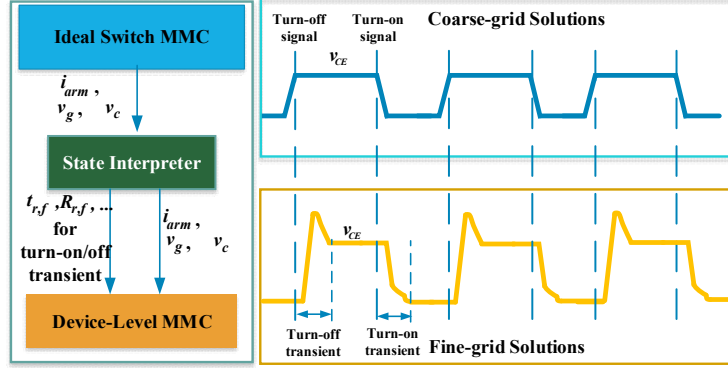 Ideal Switch MMC
i_arm ,
v_g ,   v_c
State Interpreter
t_r,f ,R_r,f , ...
for
turn-on/off
transient
i_arm ,
v_g ,   v_c
Device-Level MMC
Turn-off
signal
Turn-on
signal
Coarse-grid Solutions
v_CE
v_CE
Turn-off
transient
Turn-on
transient
Fine-grid Solutions